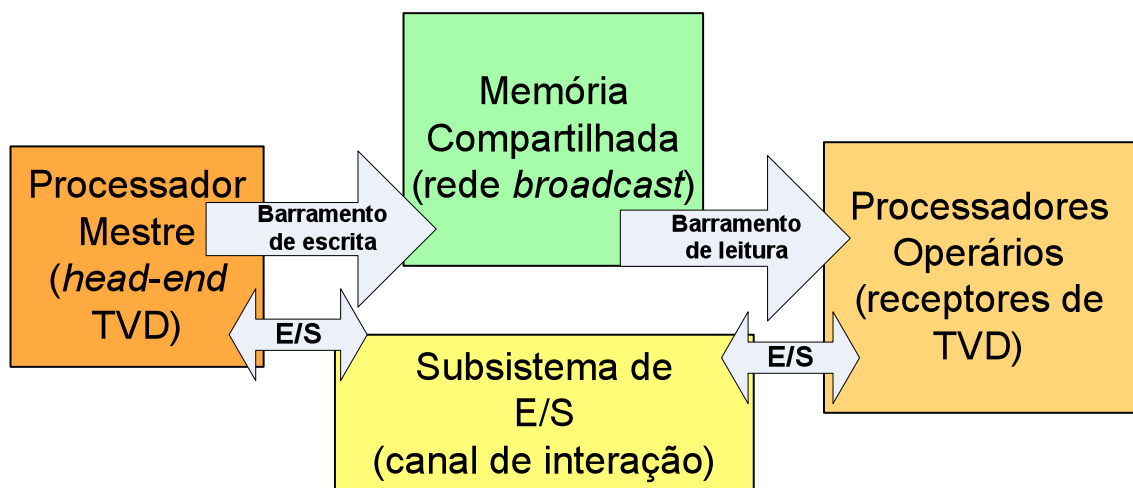 Memória
Compartilhada
(rede broadcast)
Processador
Mestre
(head-end
TVD)
Barramento
de escrita
Barramento
de leitura
Processadores
Operários
(receptores de
TVD)
E/S
Subsistema de
E/S
(canal de interação)
E/S